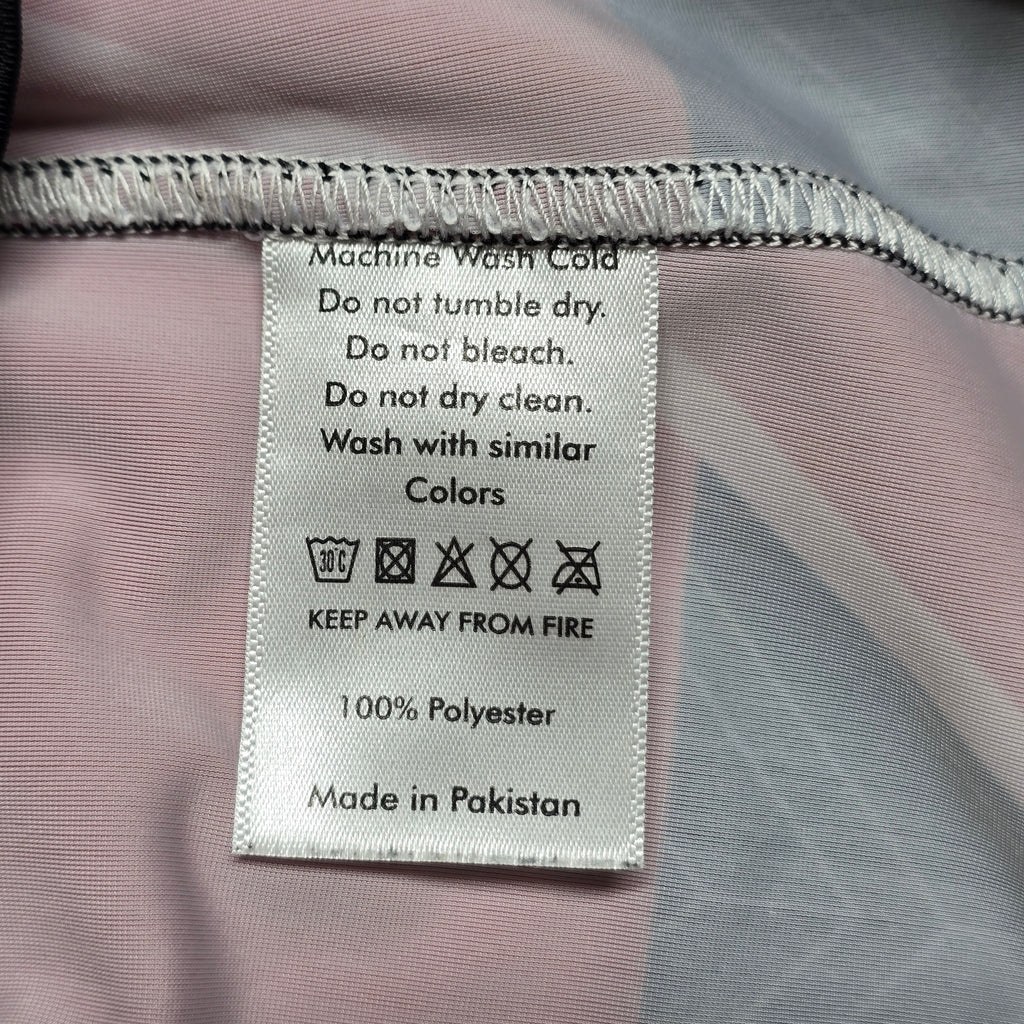 Machine Wash Cold
Do not tumble dry.
Do not bleach.
Do not dry clean.
Wash with similar
Colors
30°C
KEEP AWAY FROM FIRE
100% Polyester
Made in Pakistan